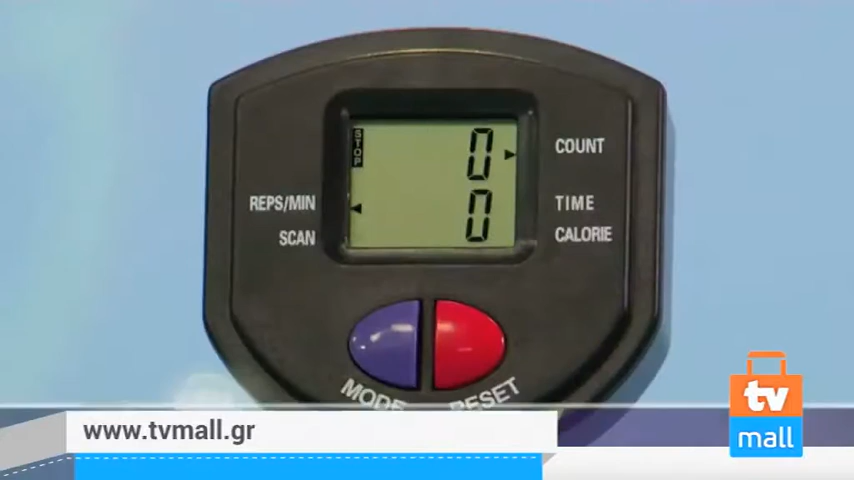 STOP
0
COUNT
REPS/MIN
0
TIME
SCAN
CALORIE
MODE
RESET
www.tvmall.gr
tv
mall